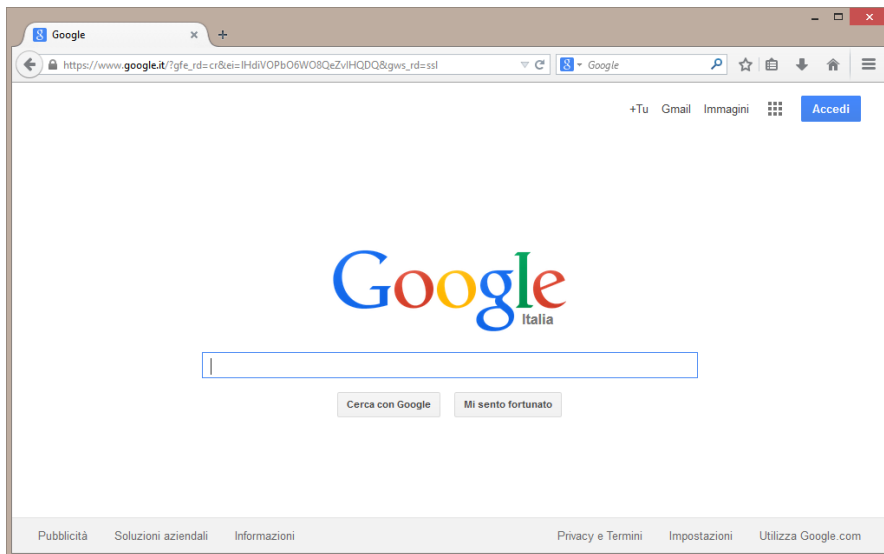 Google
https://www.google.it/?gfe_rd=cr&ei=IHdiVOPbO6WO8QeZvIHQDQ&gws_rd=ssl
Google
+Tu Gmail Immagini Accedi
Google
Italia
Cerca con Google Mi sento fortunato
Pubblicità Soluzioni aziendali Informazioni Privacy e Termini Impostazioni Utilizza Google.com